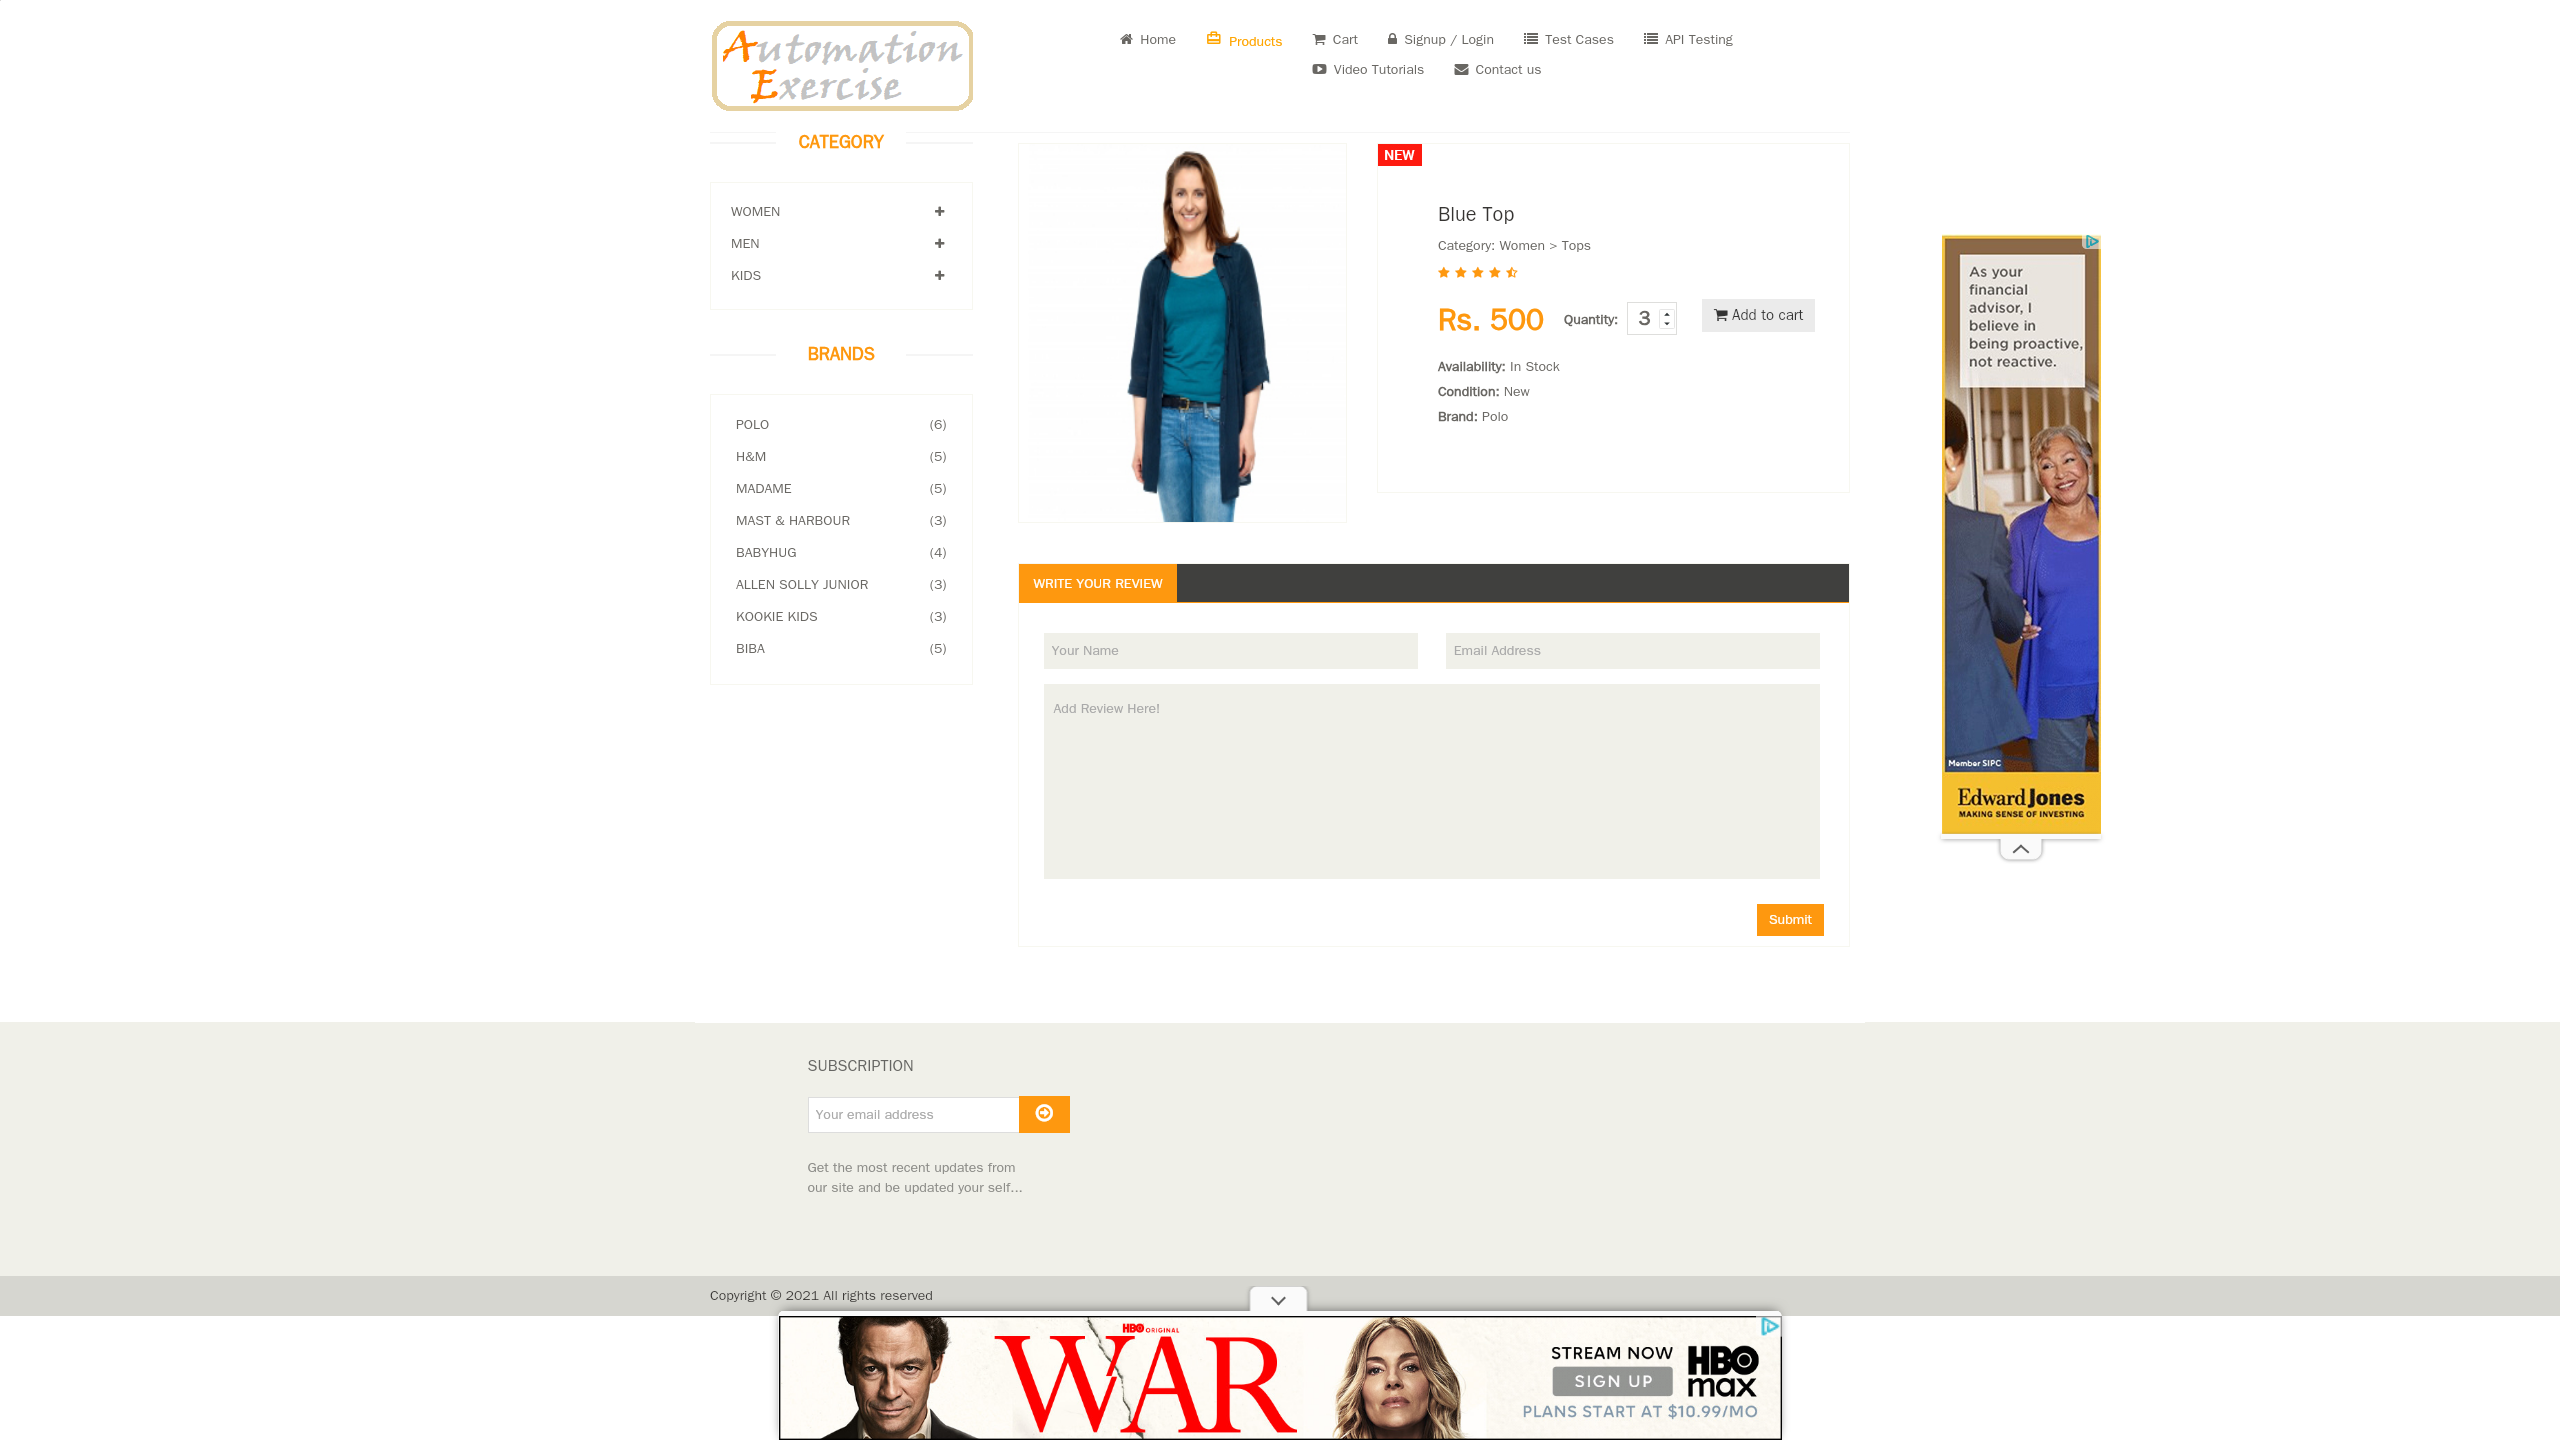 Automation
Exercise
Home
Products
Cart
Signup / Login
Test Cases
API Testing
Video Tutorials
Contact us
CATEGORY
WOMEN
MEN
KIDS
BRANDS
POLO (6)
H&M (5)
MADAME (5)
MAST & HARBOUR (3)
BABYHUG (4)
ALLEN SOLLY JUNIOR (3)
KOOKIE KIDS (3)
BIBA (5)
NEW
Blue Top
Category: Women > Tops
Rs. 500 Quantity: 3 Add to cart
Availability: In Stock
Condition: New
Brand: Polo
WRITE YOUR REVIEW
Your Name
Email Address
Add Review Here!
Submit
As your
financial
advisor, I
believe in
being proactive,
not reactive.
Member SIPC
Edward Jones
MAKING SENSE OF INVESTING
SUBSCRIPTION
Your email address
Get the most recent updates from
our site and be updated your self...
Copyright © 2021 All rights reserved
HBO ORIGINAL
WAR
STREAM NOW
SIGN UP
HBO
max
PLANS START AT $10.99/MO